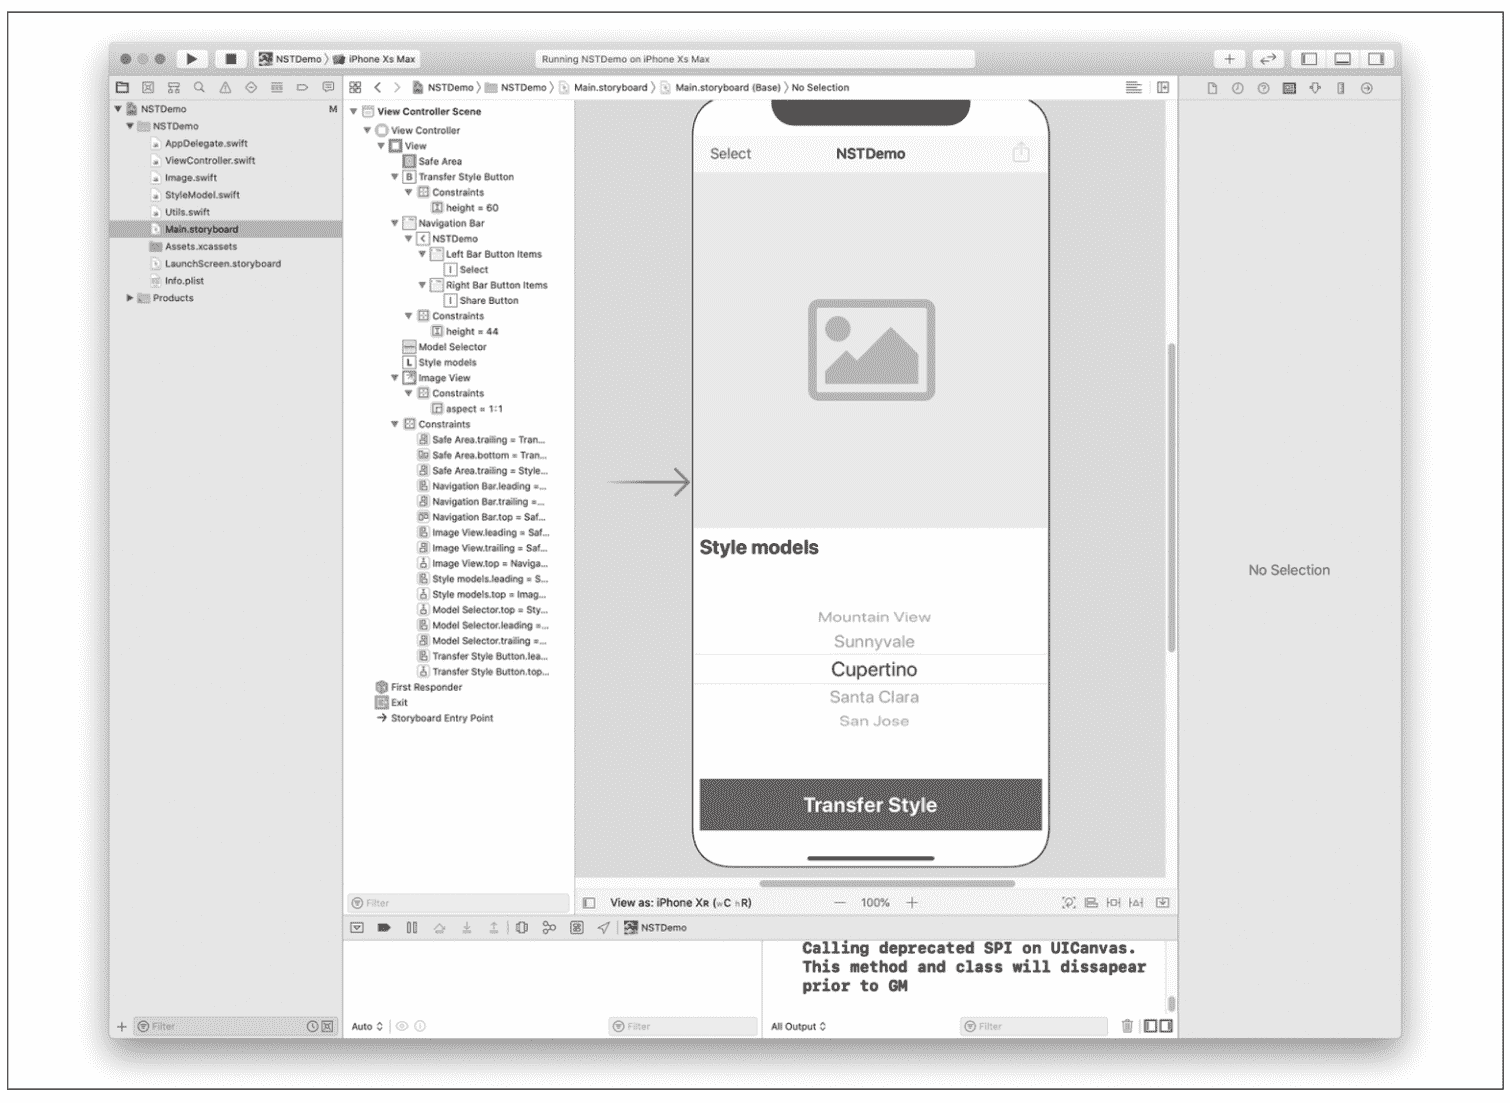 NSTDemo iPhone Xs Max
Running NSTDemo on iPhone Xs Max
NSTDemo NSTDemo Main.storyboard Main.storyboard (Base) No Selection
NSTDemo M
NSTDemo
AppDelegate.swift
ViewController.swift
Image.swift
StyleModel.swift
Utils.swift
Main.storyboard
Assets.xcassets
LaunchScreen.storyboard
Info.plist
Products
Filter
View Controller Scene
View Controller
View
Safe Area
B Transfer Style Button
Constraints
height = 60
Navigation Bar
NSTDemo
Left Bar Button Items
Select
Right Bar Button Items
Share Button
Constraints
height = 44
Model Selector
L Style models
Image View
Constraints
aspect = 1:1
Constraints
Safe Area.trailing = Tran...
Safe Area.bottom = Tran...
Safe Area.trailing = Style...
Navigation Bar.leading =...
Navigation Bar.trailing =...
Navigation Bar.top = Saf...
Image View.leading = Saf...
Image View.trailing = Saf...
Image View.top = Naviga...
Style models.leading = S...
Style models.top = Imag...
Model Selector.top = Sty...
Model Selector.leading =...
Model Selector.trailing =...
Transfer Style Button.lea...
Transfer Style Button.top...
First Responder
Exit
Storyboard Entry Point
Filter
Select NSTDemo
Style models
Mountain View
Sunnyvale
Cupertino
Santa Clara
San Jose
Transfer Style
View as: iPhone XR (wC hR) 100%
No Selection
NSTDemo
Calling deprecated SPI on UICanvas.
This method and class will dissapear
prior to GM
Auto Filter
All Output Filter